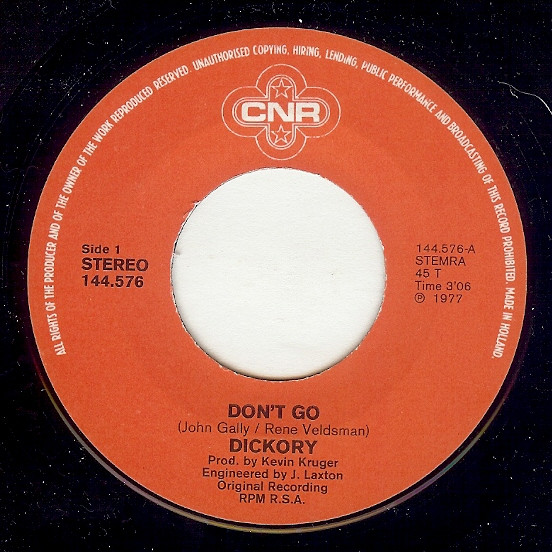 ALL RIGHTS OF THE PRODUCER AND OF THE OWNER OF THE WORK REPRODUCED RESERVED. UNAUTHORISED COPYING, HIRING, LENDING, PUBLIC PERFORMANCE AND BROADCASTING OF THIS RECORD PROHIBITED. MADE IN HOLLAND.
CNR
Side 1
STEREO
144.576
144.576-A
STEMRA
45 T
Time 3'06
℗ 1977
DON'T GO
(John Gally / Rene Veldsman)
DICKORY
Prod. by Kevin Kruger
Engineered by J. Laxton
Original Recording
RPM R.S.A.